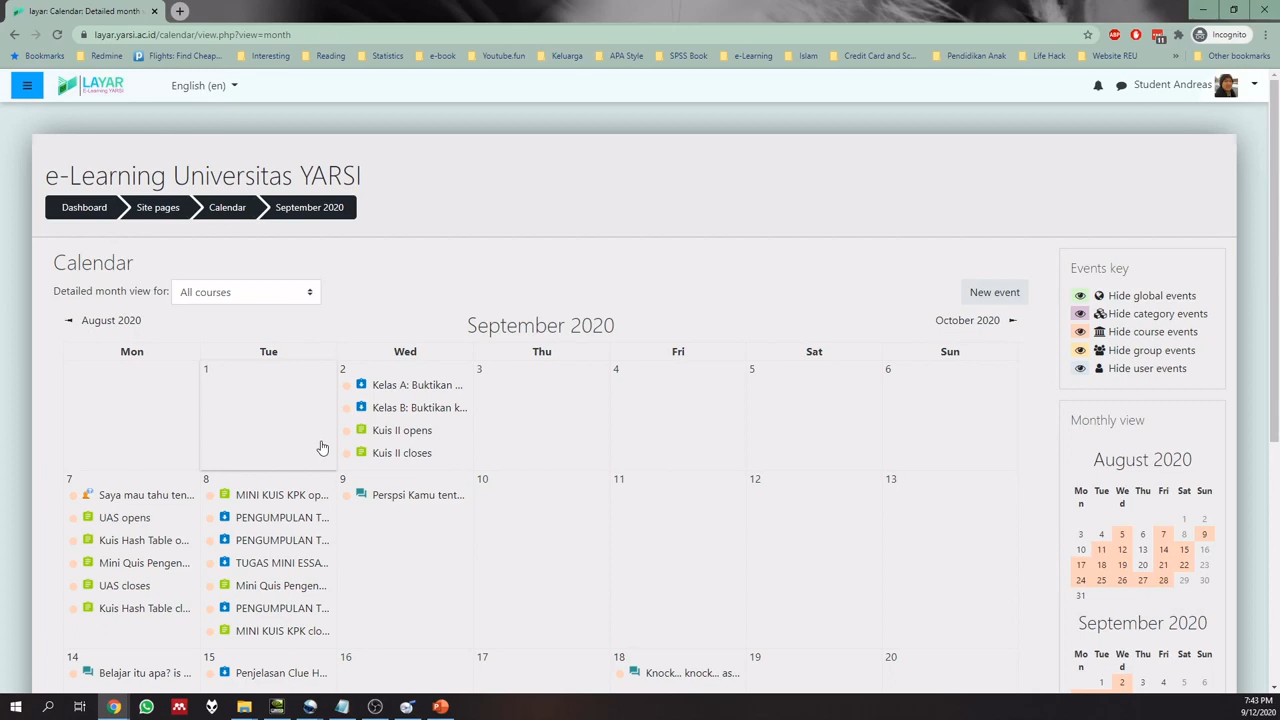 layar: Calendar: Detailed month v
layar.yarsi.ac.id/calendar/view.php?view=month
ABP
11
Incognito
Bookmarks
Redmine
Flights: Find Cheap...
Interesting
Reading
Statistics
e-book
Youtube.fun
Keluarga
APA Style
SPSS Book
e-Learning
Islam
Credit Card and Sc...
Pendidikan Anak
Life Hack
Website REU
»
Other bookmarks
LAYAR
E-Learning YARSI
English (en)
Student Andreas
e-Learning Universitas YARSI
Dashboard
Site pages
Calendar
September 2020
Calendar
Detailed month view for:
All courses
New event
August 2020
September 2020
October 2020
Mon Tue Wed Thu Fri Sat Sun
1 2 3 4 5 6
Kelas A: Buktikan ...
Kelas B: Buktikan k...
Kuis II opens
Kuis II closes
7 8 9 10 11 12 13
Saya mau tahu ten...
UAS opens
Kuis Hash Table o...
Mini Quis Pengen...
UAS closes
Kuis Hash Table cl...
MINI KUIS KPK op...
PENGUMPULAN T...
PENGUMPULAN T...
TUGAS MINI ESSA...
Mini Quis Pengen...
PENGUMPULAN T...
MINI KUIS KPK clo...
Perspsi Kamu tent...
14 15 16 17 18 19 20
Belajar itu apa? is ...
Penjelasan Clue H...
Knock... knock... as...
Events key
Hide global events
Hide category events
Hide course events
Hide group events
Hide user events
Monthly view
August 2020
Mon Tue Wed Thu Fri Sat Sun
1 2
3 4 5 6 7 8 9
10 11 12 13 14 15 16
17 18 19 20 21 22 23
24 25 26 27 28 29 30
31
September 2020
Mon Tue Wed Thu Fri Sat Sun
1 2 3 4 5 6
7:43 PM
9/12/2020